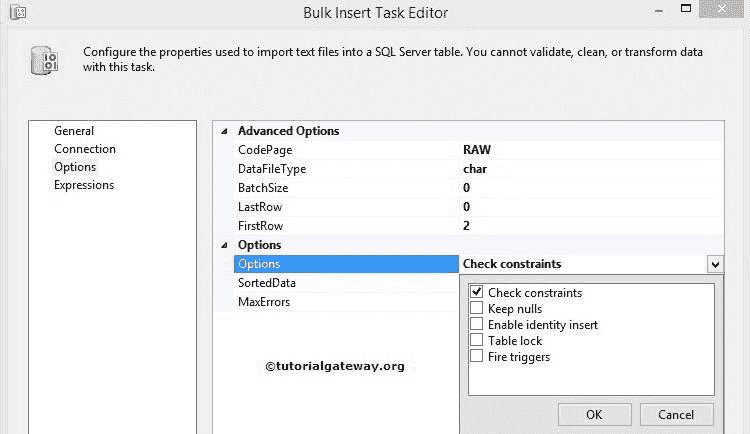 Bulk Insert Task Editor
Configure the properties used to import text files into a SQL Server table. You cannot validate, clean, or transform data
with this task.
General
Connection
Options
Expressions
Advanced Options
CodePage RAW
DataFileType char
BatchSize 0
LastRow 0
FirstRow 2
Options
Options Check constraints
SortedData
MaxErrors
Check constraints
Keep nulls
Enable identity insert
Table lock
Fire triggers
©tutorialgateway.org
OK Cancel